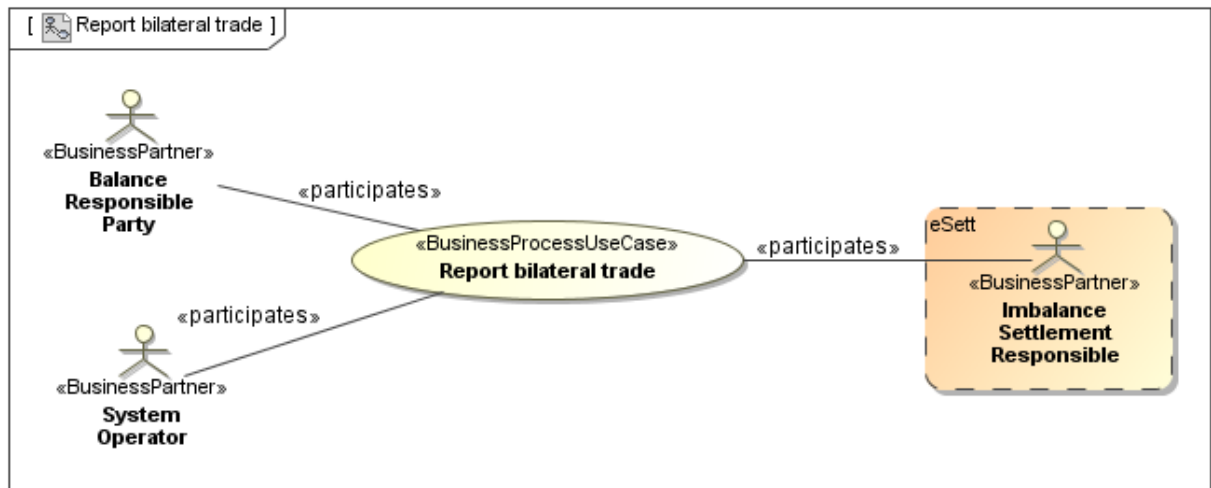 [ Report bilateral trade ]
«BusinessPartner»
Balance
Responsible
Party
«participates»
«BusinessProcessUseCase»
Report bilateral trade
«participates»
eSett
«BusinessPartner»
Imbalance
Settlement
Responsible
«participates»
«BusinessPartner»
System
Operator